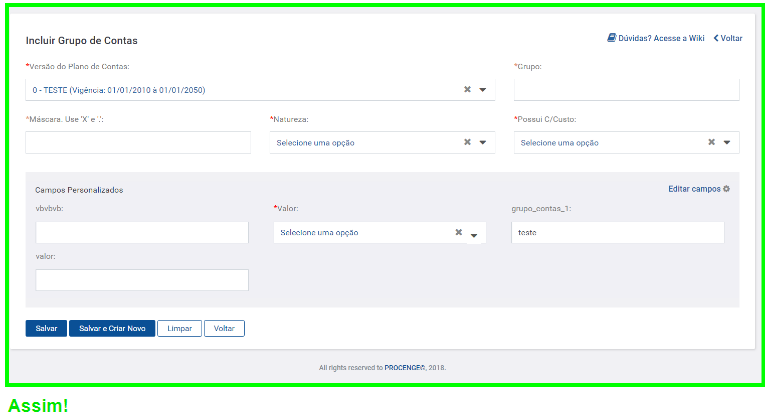 Incluir Grupo de Contas
Dúvidas? Acesse a Wiki Voltar
*Versão do Plano de Contas: *Grupo:
0 - TESTE (Vigência: 01/01/2010 à 01/01/2050)
*Máscara. Use 'X' e '.': *Natureza: *Possui C/Custo:
Selecione uma opção Selecione uma opção
Campos Personalizados Editar campos
vbvbvb: *Valor: grupo_contas_1:
Selecione uma opção teste
valor:
Salvar Salvar e Criar Novo Limpar Voltar
All rights reserved to PROCENGE©, 2018.
Assim!